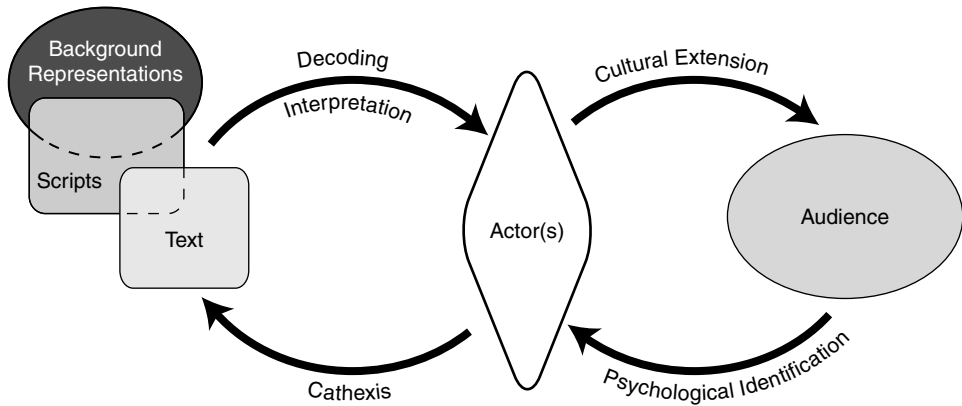 Background
Representations
Scripts
Text
Decoding
Interpretation
Cathexis
Actor(s)
Cultural Extension
Audience
Psychological Identification